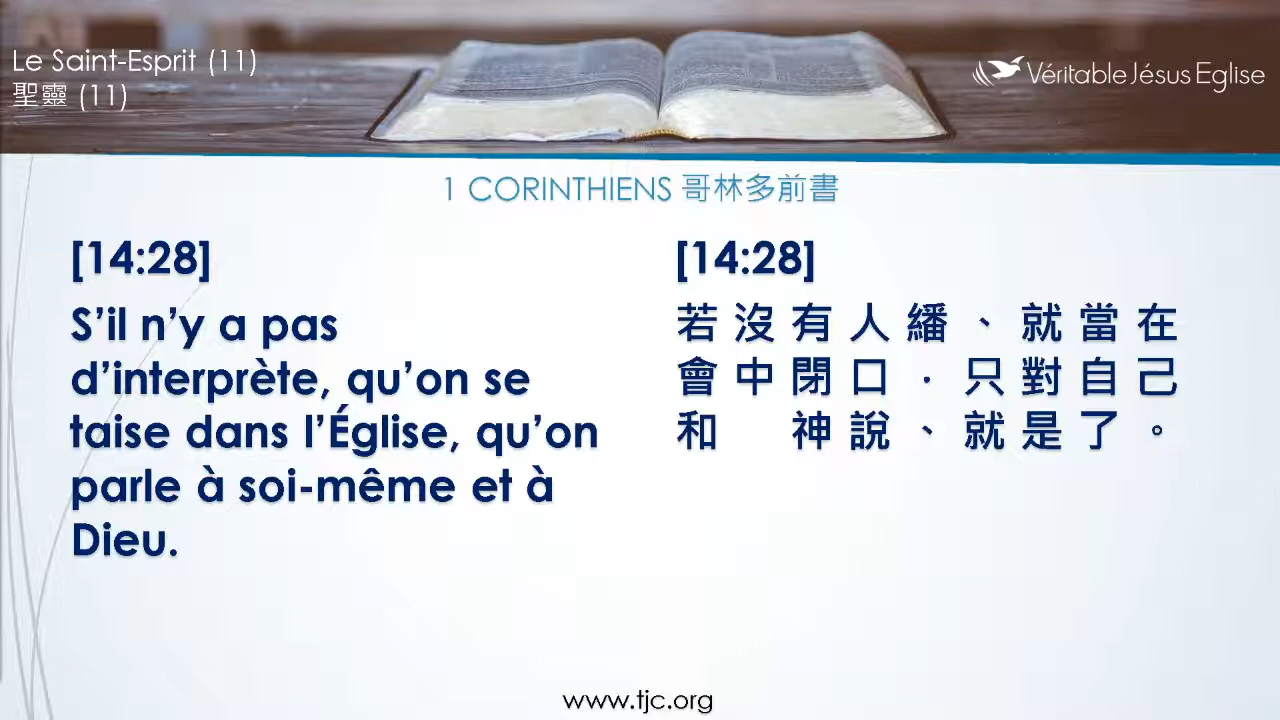 Le Saint-Esprit (11)
聖靈 (11)
Véritable Jésus Eglise
1 CORINTHIENS 哥林多前書
[14:28]
S’il n’y a pas
d’interprète, qu’on se
taise dans l’Église, qu’on
parle à soi-même et à
Dieu.
[14:28]
若沒有人繙、就當在
會中閉口．只對自己
和　神說、就是了。
www.tjc.org